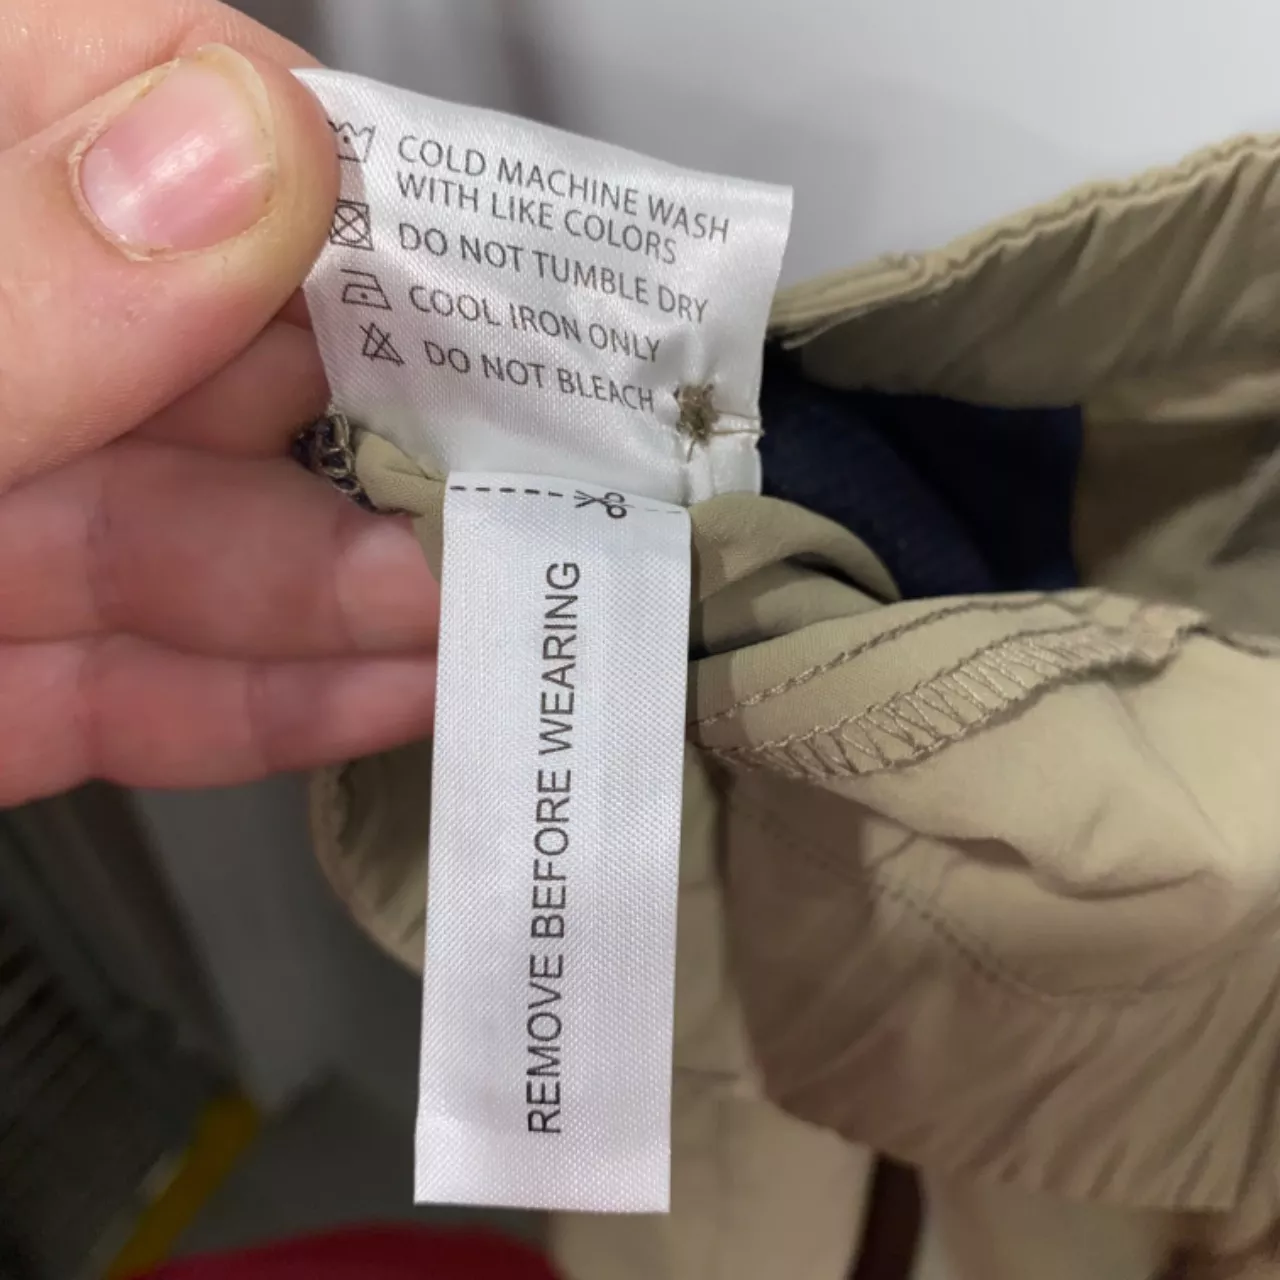 COLD MACHINE WASH
WITH LIKE COLORS
DO NOT TUMBLE DRY
COOL IRON ONLY
DO NOT BLEACH
REMOVE BEFORE WEARING